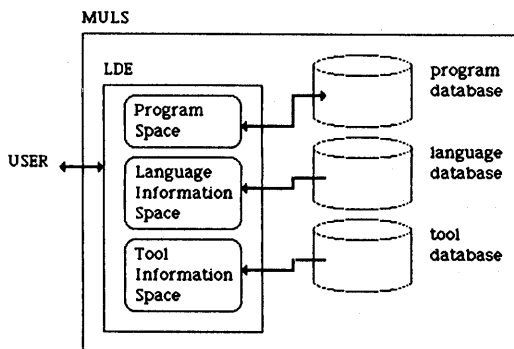 MULS
LDE
USER
Program
Space
Language
Information
Space
Tool
Information
Space
program
database
language
database
tool
database